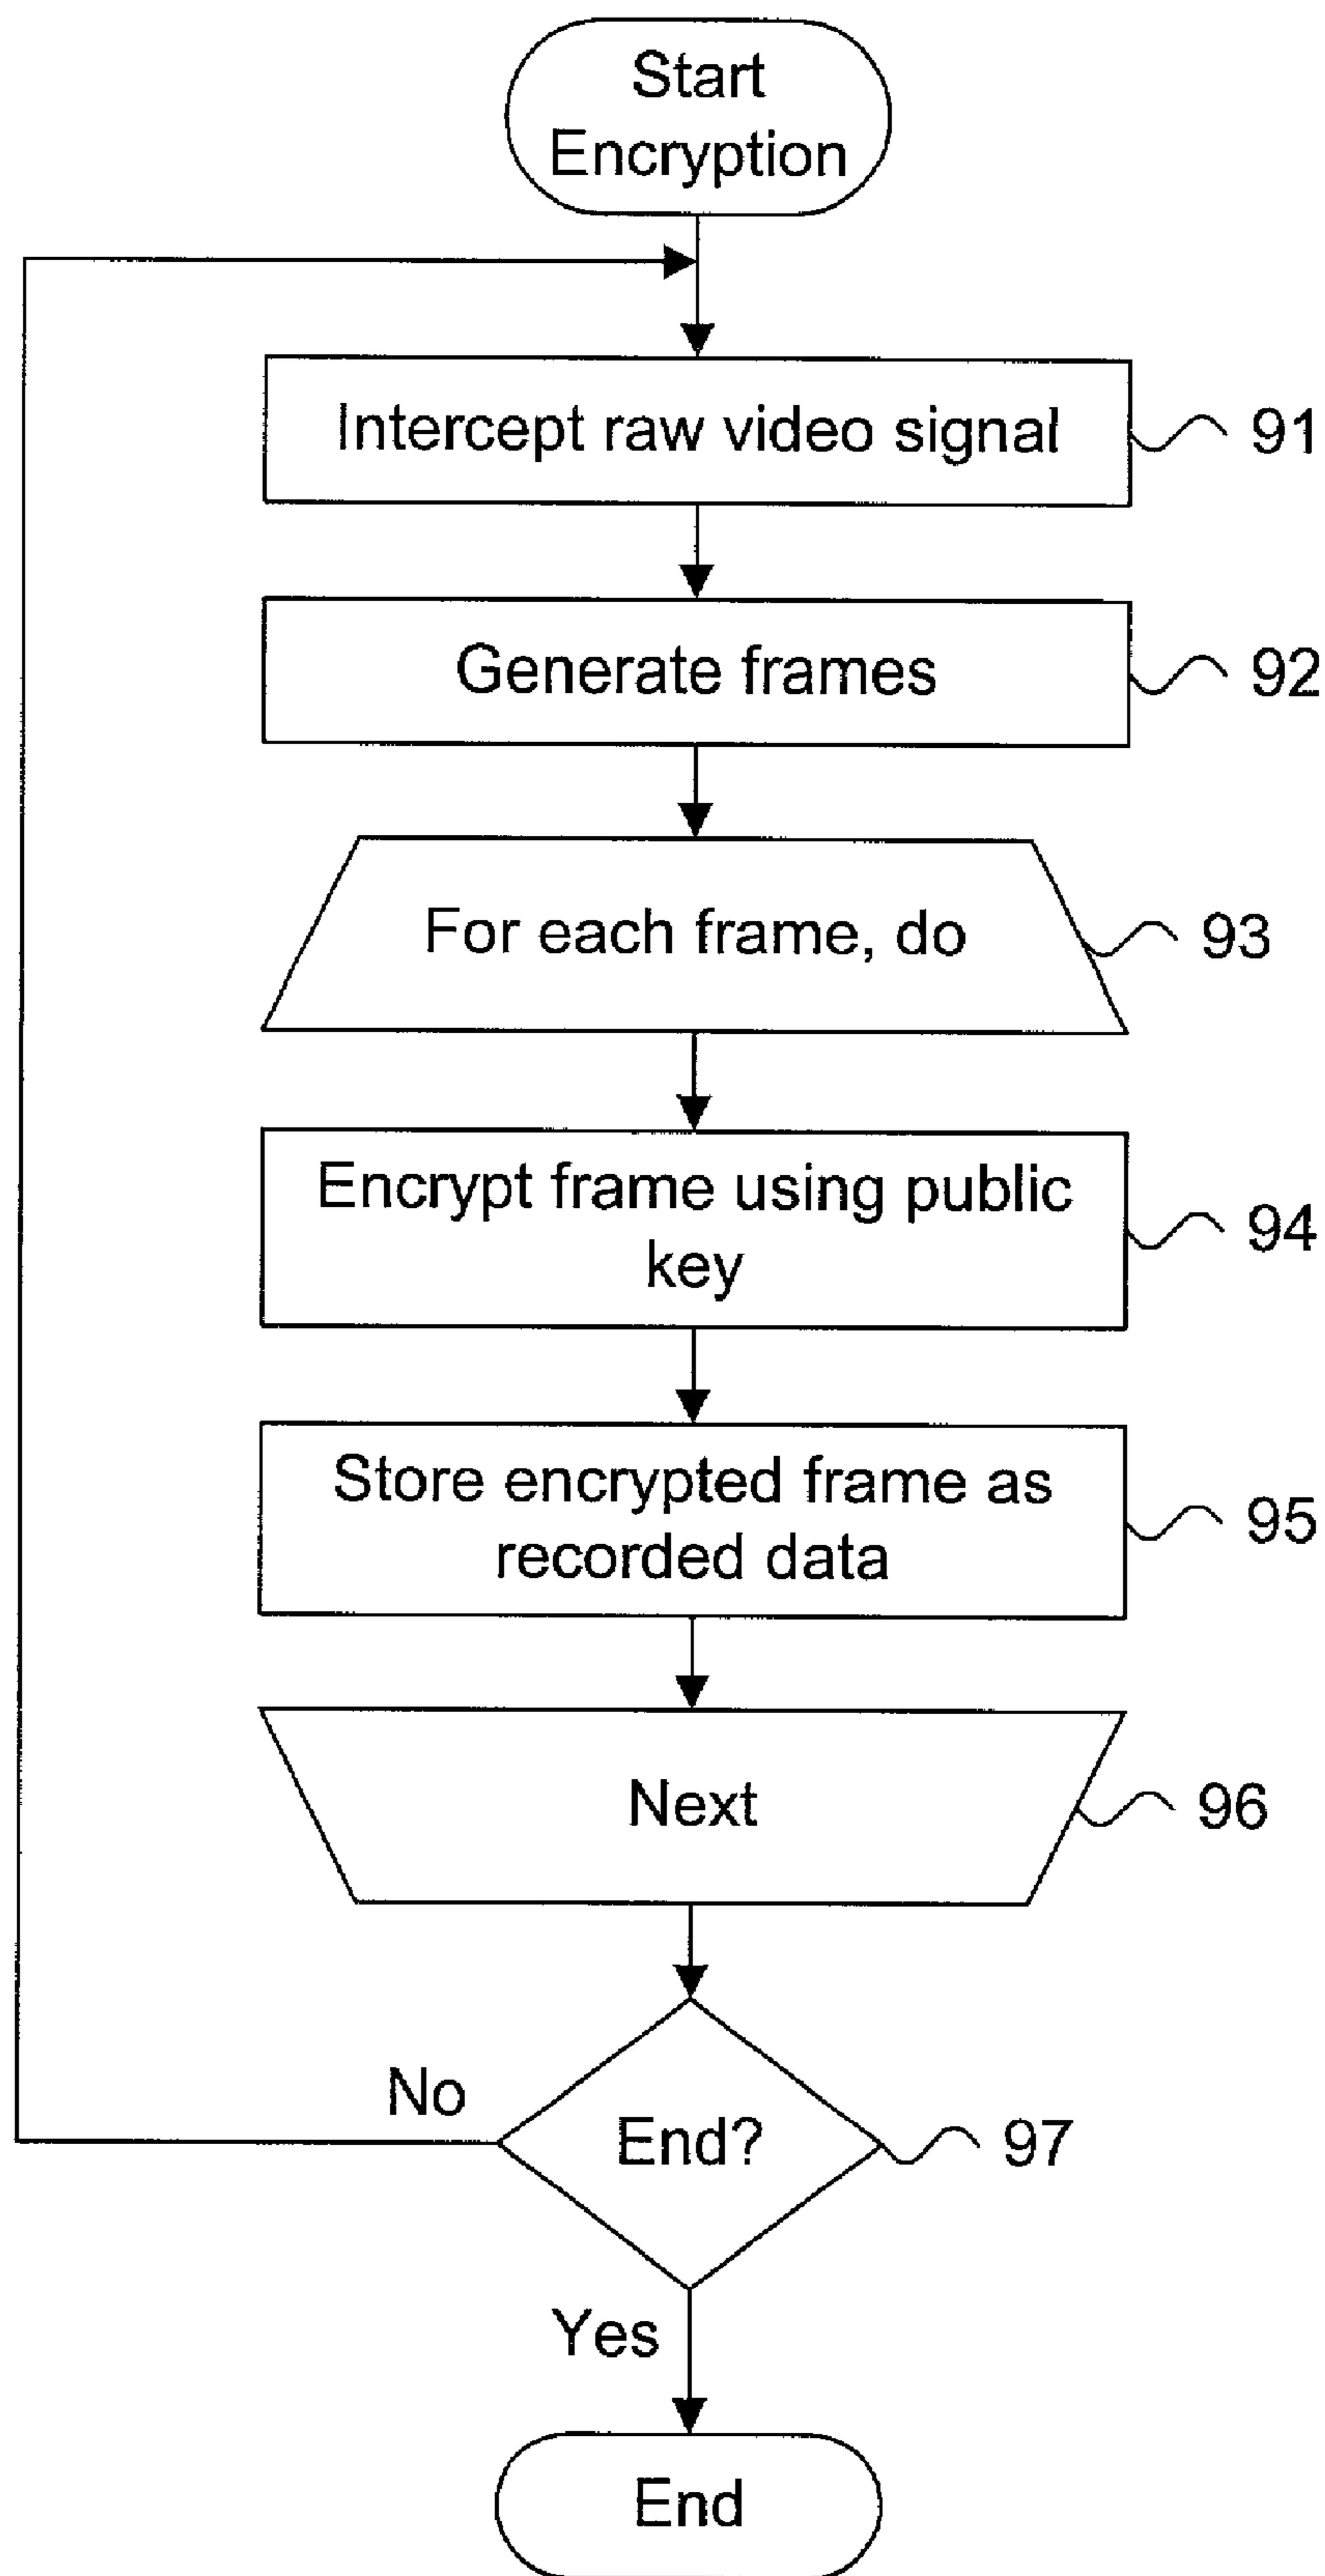 Start
Encryption
Intercept raw video signal
91
Generate frames
92
For each frame, do
93
Encrypt frame using public
key
94
Store encrypted frame as
recorded data
95
Next
96
No
End?
97
Yes
End